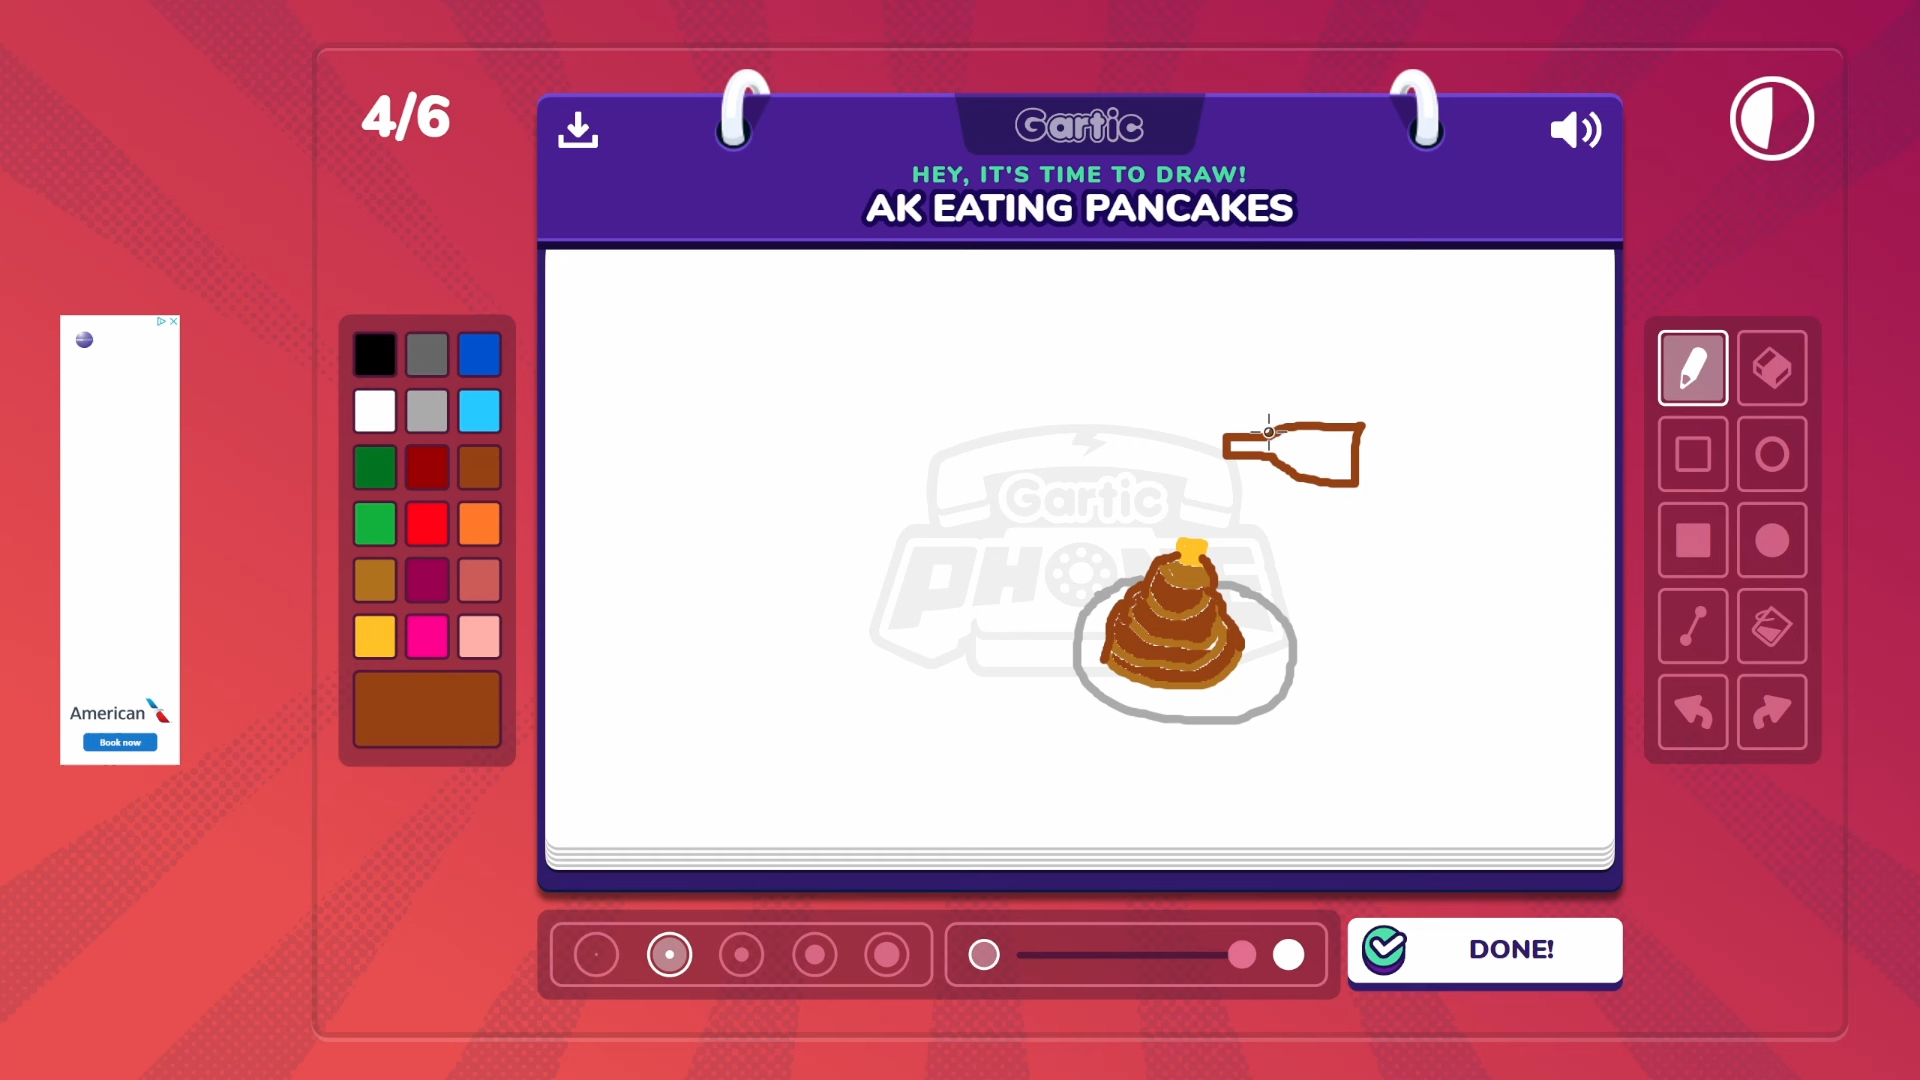 4/6
Gartic
HEY, IT'S TIME TO DRAW!
AK EATING PANCAKES
Gartic
PHONE
American
Book now
DONE!